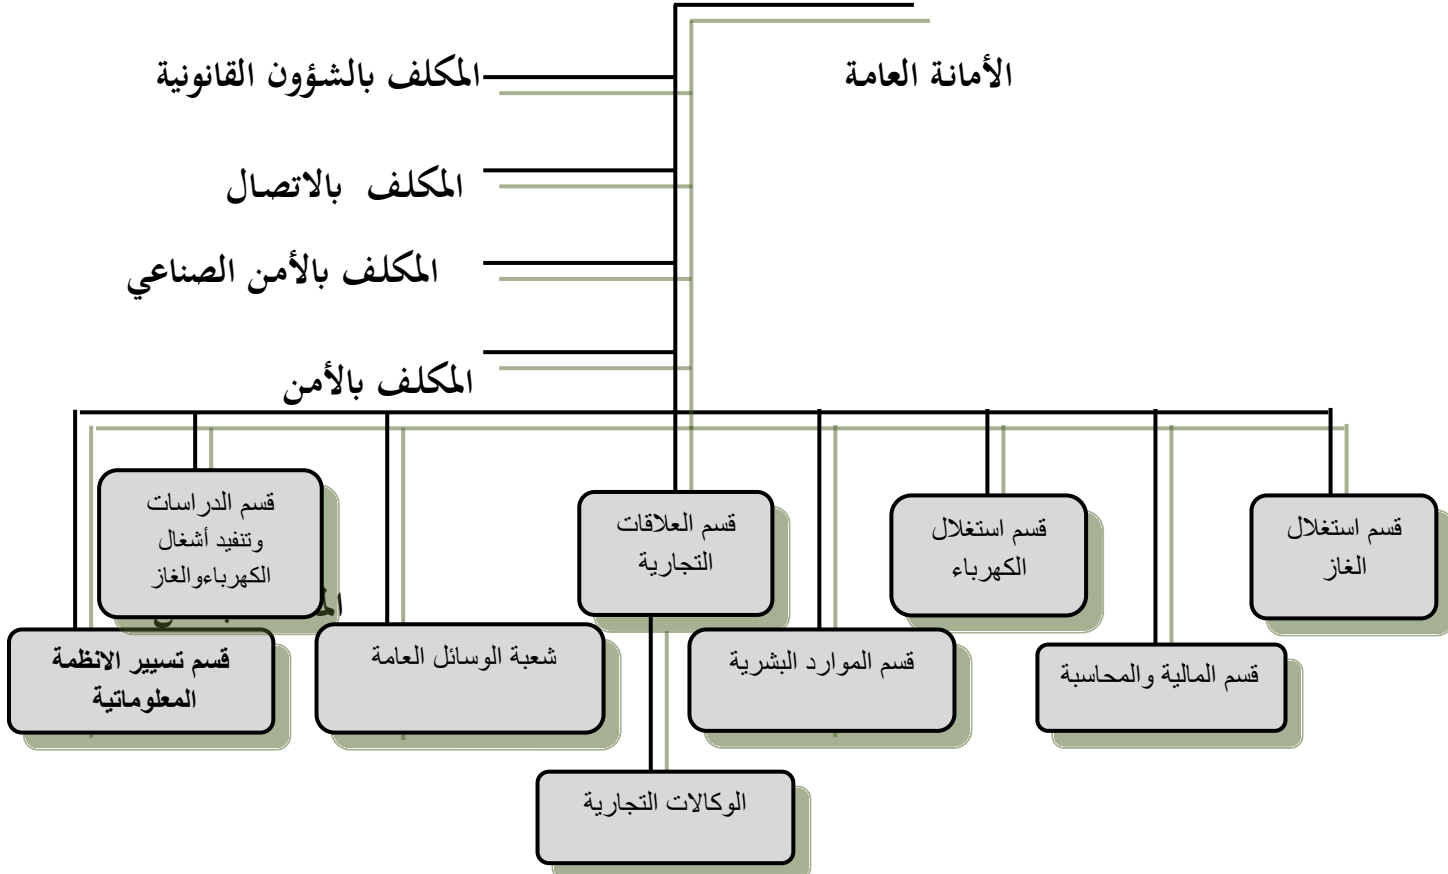 الأمانة العامة
المكلف بالشؤون القانونية
المكلف بالاتصال
المكلف بالأمن الصناعي
المكلف بالأمن
قسم استغلال
الغاز
قسم استغلال
الكهرباء
قسم العلاقات
التجارية
قسم الدراسات
وتنفيد أشغال
الكهرباءوالغاز
قسم المالية والمحاسبة
قسم الموارد البشرية
شعبة الوسائل العامة
قسم تسيير الانظمة
المعلوماتية
الوكالات التجارية